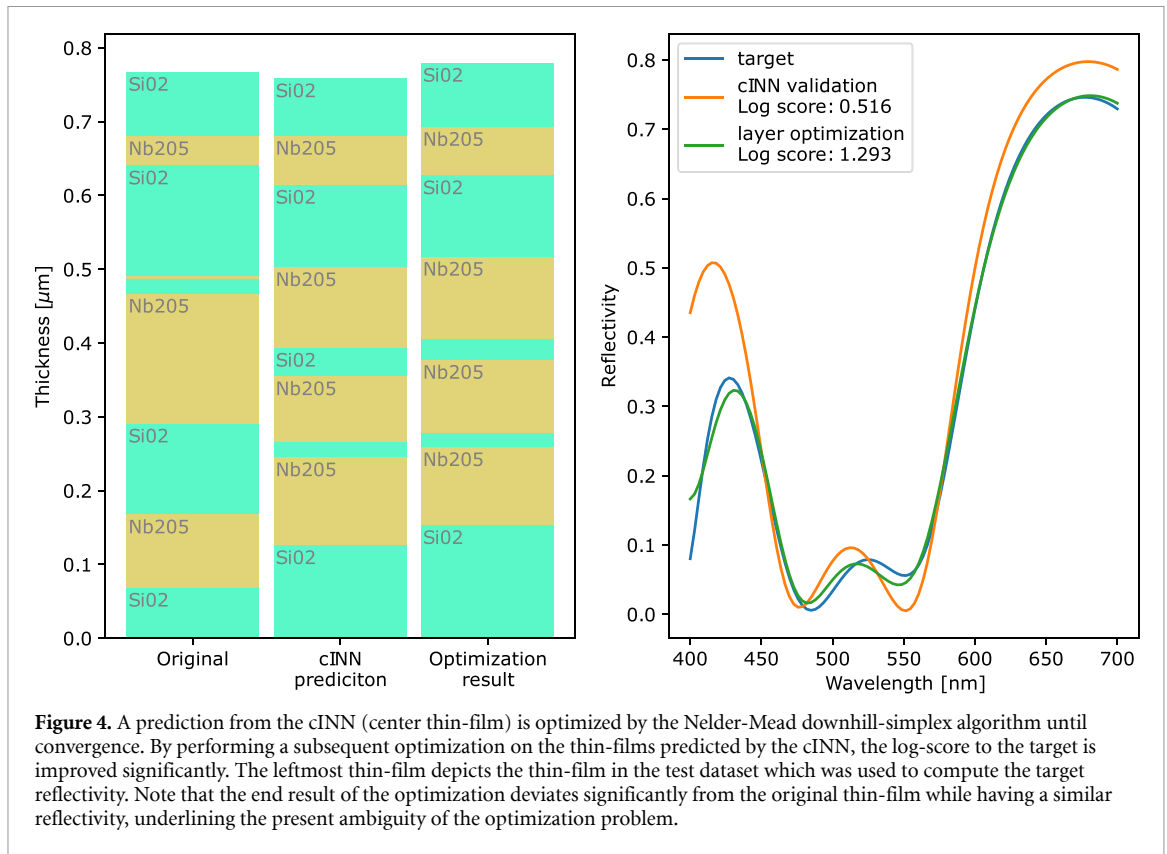 0.8
0.7
0.6
0.5
0.4
0.3
0.2
0.1
0.0
Thickness [μm]
Si02
Nb205
Si02
Nb205
Si02
Nb205
Si02
Original
Si02
Nb205
Si02
Nb205
Si02
Nb205
Nb205
Si02
cINN
prediciton
Si02
Nb205
Si02
Nb205
Nb205
Nb205
Si02
Optimization
result
0.8
0.7
0.6
0.5
0.4
0.3
0.2
0.1
0.0
Reflectivity
target
cINN validation
Log score: 0.516
layer optimization
Log score: 1.293
400 450 500 550 600 650 700
Wavelength [nm]
Figure 4. A prediction from the cINN (center thin-film) is optimized by the Nelder-Mead downhill-simplex algorithm until
convergence. By performing a subsequent optimization on the thin-films predicted by the cINN, the log-score to the target is
improved significantly. The leftmost thin-film depicts the thin-film in the test dataset which was used to compute the target
reflectivity. Note that the end result of the optimization deviates significantly from the original thin-film while having a similar
reflectivity, underlining the present ambiguity of the optimization problem.